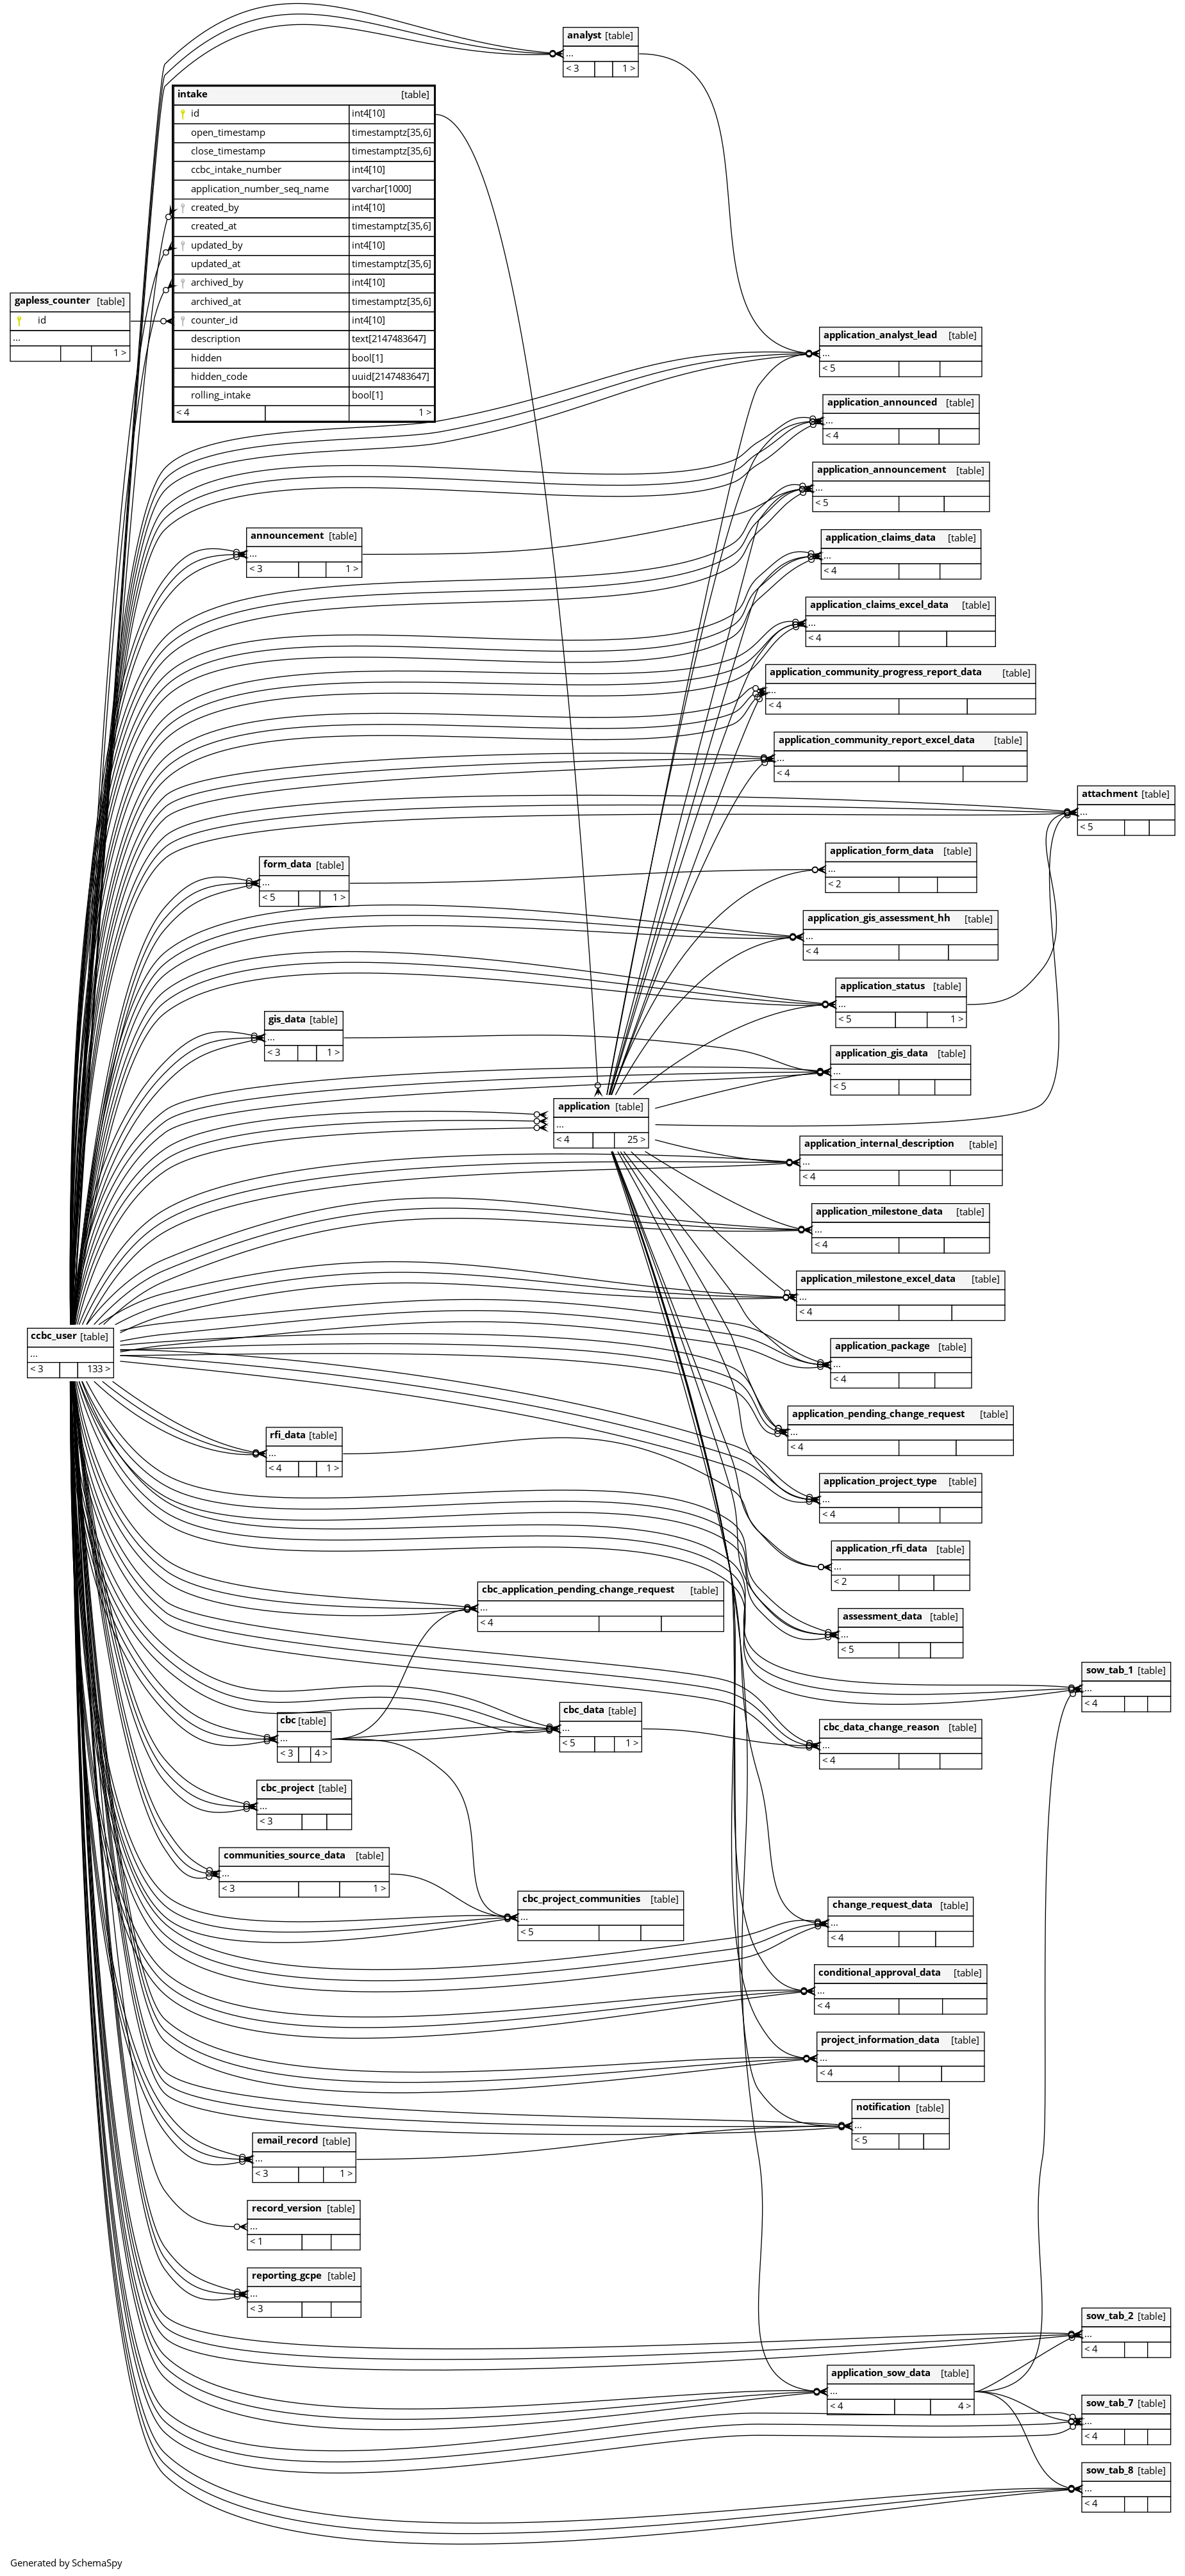 analyst [table]
...
< 3 1 >
intake [table]
id int4[10]
open_timestamp timestamptz[35,6]
close_timestamp timestamptz[35,6]
ccbc_intake_number int4[10]
application_number_seq_name varchar[1000]
created_by int4[10]
created_at timestamptz[35,6]
updated_by int4[10]
updated_at timestamptz[35,6]
archived_by int4[10]
archived_at timestamptz[35,6]
counter_id int4[10]
description text[2147483647]
hidden bool[1]
hidden_code uuid[2147483647]
rolling_intake bool[1]
< 4 1 >
gapless_counter [table]
id
...
1 >
application_analyst_lead [table]
...
< 5
application_announced [table]
...
< 4
application_announcement [table]
...
< 5
announcement [table]
...
< 3 1 >
application_claims_data [table]
...
< 4
application_claims_excel_data [table]
...
< 4
application_community_progress_report_data [table]
...
< 4
application_community_report_excel_data [table]
...
< 4
attachment [table]
...
< 5
form_data [table]
...
< 5 1 >
application_form_data [table]
...
< 2
application_gis_assessment_hh [table]
...
< 4
application_status [table]
...
< 5 1 >
gis_data [table]
...
< 3 1 >
application_gis_data [table]
...
< 5
application [table]
...
< 4 25 >
application_internal_description [table]
...
< 4
application_milestone_data [table]
...
< 4
application_milestone_excel_data [table]
...
< 4
ccbc_user [table]
...
< 3 133 >
application_package [table]
...
< 4
application_pending_change_request [table]
...
< 4
rfi_data [table]
...
< 4 1 >
application_project_type [table]
...
< 4
application_rfi_data [table]
...
< 2
cbc_application_pending_change_request [table]
...
< 4
assessment_data [table]
...
< 5
sow_tab_1 [table]
...
< 4
cbc [table]
...
< 3 4 >
cbc_data [table]
...
< 5 1 >
cbc_data_change_reason [table]
...
< 4
cbc_project [table]
...
< 3
communities_source_data [table]
...
< 3 1 >
cbc_project_communities [table]
...
< 5
change_request_data [table]
...
< 4
conditional_approval_data [table]
...
< 4
project_information_data [table]
...
< 4
notification [table]
...
< 5
email_record [table]
...
< 3 1 >
record_version [table]
...
< 1
reporting_gcpe [table]
...
< 3
sow_tab_2 [table]
...
< 4
application_sow_data [table]
...
< 4 4 >
sow_tab_7 [table]
...
< 4
sow_tab_8 [table]
...
< 4
Generated by SchemaSpy